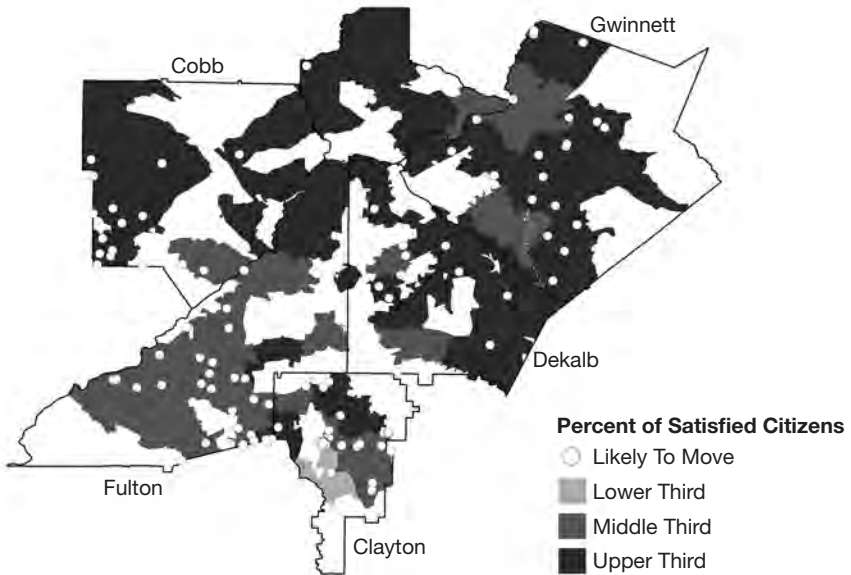 Gwinnett
Cobb
Dekalb
Fulton
Clayton
Percent of Satisfied Citizens
Likely To Move
Lower Third
Middle Third
Upper Third